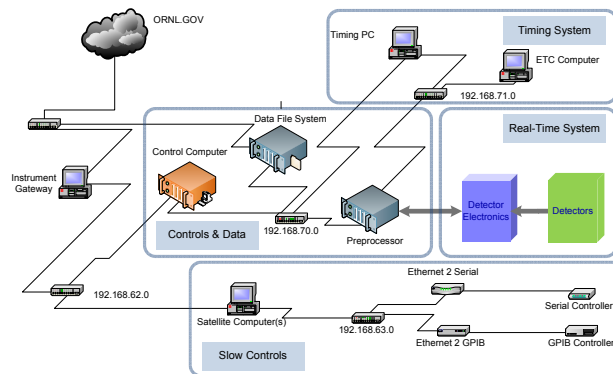 ORNL.GOV
Timing PC
Timing System
ETC Computer
192.168.71.0
Data File System
Control Computer
Real-Time System
Instrument
Gateway
Detector
Electronics
Detectors
Controls & Data
192.168.70.0
Preprocessor
192.168.62.0
Ethernet 2 Serial
Serial Controller
Satellite Computer(s)
192.168.63.0
Ethernet 2 GPIB
GPIB Controller
Slow Controls